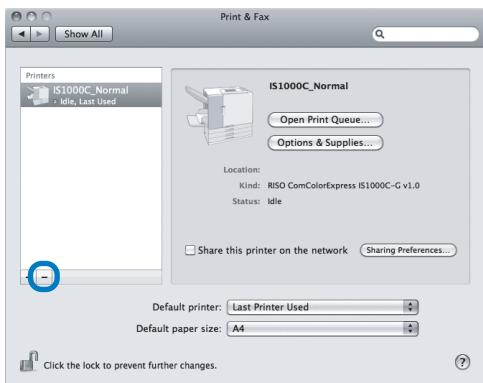 Print & Fax
Show All
Printers
IS1000C_Normal
Idle, Last Used
IS1000C_Normal
Open Print Queue...
Options & Supplies...
Location:
Kind: RISO ComColorExpress IS1000C-G v1.0
Status: Idle
Share this printer on the network Sharing Preferences...
+ −
Default printer: Last Printer Used
Default paper size: A4
Click the lock to prevent further changes. ?